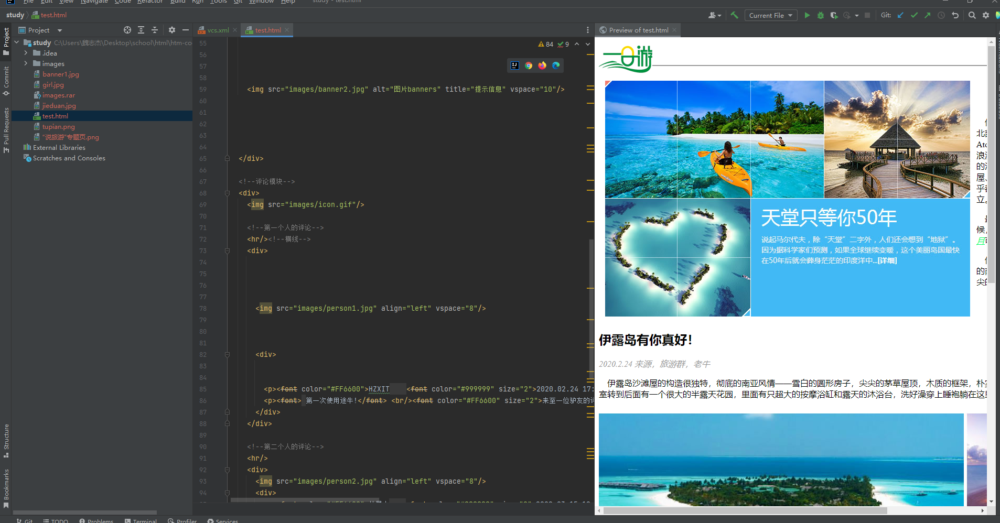 File Edit View Navigate Code Refactor Build Run Tools Git Window Help study - test.html
study test.html
Current File
Git:
Project
vcs.xml
test.html
Preview of test.html
Project
Commit
Pull Requests
Structure
Bookmarks
study C:\Users\魏志杰\Desktop\school\html\htm-co
.idea
images
banner1.jpg
girl.jpg
images.rar
jieduan.jpg
test.html
tupian.png
“说旅游”专题页.png
External Libraries
Scratches and Consoles
84 9
55
56
57
58
59 <img src="images/banner2.jpg" alt="图片banners" title="提示信息" vspace="10"/>
60
61
62
63
64
65 </div>
66
67 <!--评论模块-->
68 <div>
69 <img src="images/icon.gif"/>
70
71 <!--第一个人的评论-->
72 <hr/><!--横线-->
73 <div>
74
75
76
77
78 <img src="images/person1.jpg" align="left" vspace="8"/>
79
80
81
82 <div>
83
84
85 <p><font color="#FF6600">HZXIT <font color="#999999" size="2">2020.02.24 17:
86 <p><font> 第一次使用途牛!</font> <br/><font color="#FF6600" size="2">来至一位驴友的评
87 </div>
88 </div>
89
90 <!--第二个人的评论-->
91 <hr/>
92 <div>
93 <img src="images/person2.jpg" align="left" vspace="8"/>
94 <div>
一日游
北
Ato
浪
的
屋、
乎
立。
候,
且
的
尖
天堂只等你50年
说起马尔代夫，除“天堂”二字外，人们还会想到“地狱”。
因为据科学家们预测，如果全球继续变暖，这个美丽岛国最快
在50年后就会葬身茫茫的印度洋中...[详细]
伊露岛有你真好！
2020.2.24 来源，旅游群，老牛
伊露岛沙滩屋的构造很独特，彻底的南亚风情——雪白的圆形房子，尖尖的茅草屋顶，木质的框架，朴
室转到后面有一个很大的半露天花园，里面有只超大的按摩浴缸和露天的沐浴台，洗好澡穿上睡袍躺在这
Git TODO Problems Terminal Profiler Services